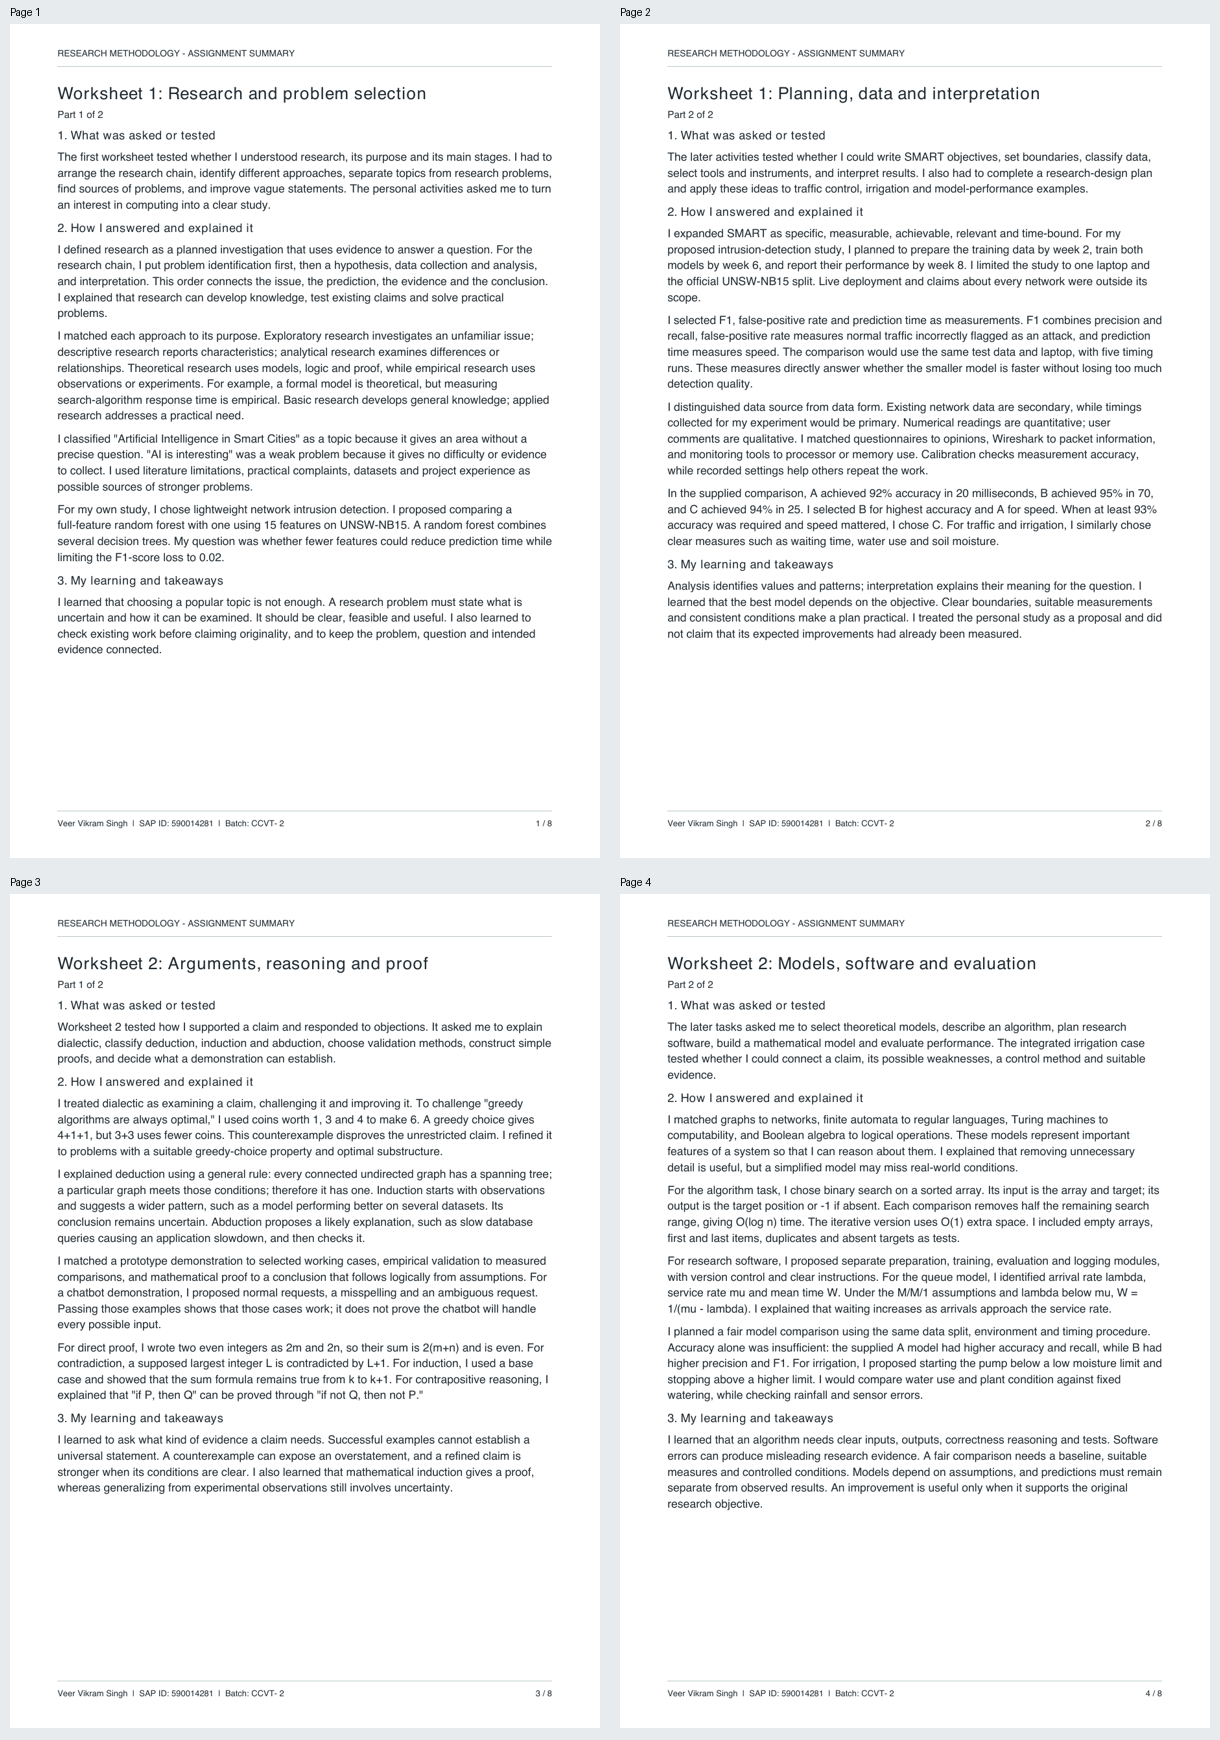 Page 1
RESEARCH METHODOLOGY - ASSIGNMENT SUMMARY
Worksheet 1: Research and problem selection
Part 1 of 2
1. What was asked or tested
The first worksheet tested whether I understood research, its purpose and its main stages. I had to
arrange the research chain, identify different approaches, separate topics from research problems,
find sources of problems, and improve vague statements. The personal activities asked me to turn
an interest in computing into a clear study.
2. How I answered and explained it
I defined research as a planned investigation that uses evidence to answer a question. For the
research chain, I put problem identification first, then a hypothesis, data collection and analysis,
and interpretation. This order connects the issue, the prediction, the evidence and the conclusion.
I explained that research can develop knowledge, test existing claims and solve practical
problems.
I matched each approach to its purpose. Exploratory research investigates an unfamiliar issue;
descriptive research reports characteristics; analytical research examines differences or
relationships. Theoretical research uses models, logic and proof, while empirical research uses
observations or experiments. For example, a formal model is theoretical, but measuring
search-algorithm response time is empirical. Basic research develops general knowledge; applied
research addresses a practical need.
I classified "Artificial Intelligence in Smart Cities" as a topic because it gives an area without a
precise question. "AI is interesting" was a weak problem because it gives no difficulty or evidence
to collect. I used literature limitations, practical complaints, datasets and project experience as
possible sources of stronger problems.
For my own study, I chose lightweight network intrusion detection. I proposed comparing a
full-feature random forest with one using 15 features on UNSW-NB15. A random forest combines
several decision trees. My question was whether fewer features could reduce prediction time while
limiting the F1-score loss to 0.02.
3. My learning and takeaways
I learned that choosing a popular topic is not enough. A research problem must state what is
uncertain and how it can be examined. It should be clear, feasible and useful. I also learned to
check existing work before claiming originality, and to keep the problem, question and intended
evidence connected.
Veer Vikram Singh | SAP ID: 590014281 | Batch: CCVT- 2
1 / 8
Page 2
RESEARCH METHODOLOGY - ASSIGNMENT SUMMARY
Worksheet 1: Planning, data and interpretation
Part 2 of 2
1. What was asked or tested
The later activities tested whether I could write SMART objectives, set boundaries, classify data,
select tools and instruments, and interpret results. I also had to complete a research-design plan
and apply these ideas to traffic control, irrigation and model-performance examples.
2. How I answered and explained it
I expanded SMART as specific, measurable, achievable, relevant and time-bound. For my
proposed intrusion-detection study, I planned to prepare the training data by week 2, train both
models by week 6, and report their performance by week 8. I limited the study to one laptop and
the official UNSW-NB15 split. Live deployment and claims about every network were outside its
scope.
I selected F1, false-positive rate and prediction time as measurements. F1 combines precision and
recall, false-positive rate measures normal traffic incorrectly flagged as an attack, and prediction
time measures speed. The comparison would use the same test data and laptop, with five timing
runs. These measures directly answer whether the smaller model is faster without losing too much
detection quality.
I distinguished data source from data form. Existing network data are secondary, while timings
collected for my experiment would be primary. Numerical readings are quantitative; user
comments are qualitative. I matched questionnaires to opinions, Wireshark to packet information,
and monitoring tools to processor or memory use. Calibration checks measurement accuracy,
while recorded settings help others repeat the work.
In the supplied comparison, A achieved 92% accuracy in 20 milliseconds, B achieved 95% in 70,
and C achieved 94% in 25. I selected B for highest accuracy and A for speed. When at least 93%
accuracy was required and speed mattered, I chose C. For traffic and irrigation, I similarly chose
clear measures such as waiting time, water use and soil moisture.
3. My learning and takeaways
Analysis identifies values and patterns; interpretation explains their meaning for the question. I
learned that the best model depends on the objective. Clear boundaries, suitable measurements
and consistent conditions make a plan practical. I treated the personal study as a proposal and did
not claim that its expected improvements had already been measured.
Veer Vikram Singh | SAP ID: 590014281 | Batch: CCVT- 2
2 / 8
Page 3
RESEARCH METHODOLOGY - ASSIGNMENT SUMMARY
Worksheet 2: Arguments, reasoning and proof
Part 1 of 2
1. What was asked or tested
Worksheet 2 tested how I supported a claim and responded to objections. It asked me to explain
dialectic, classify deduction, induction and abduction, choose validation methods, construct simple
proofs, and decide what a demonstration can establish.
2. How I answered and explained it
I treated dialectic as examining a claim, challenging it and improving it. To challenge "greedy
algorithms are always optimal," I used coins worth 1, 3 and 4 to make 6. A greedy choice gives
4+1+1, but 3+3 uses fewer coins. This counterexample disproves the unrestricted claim. I refined it
to problems with a suitable greedy-choice property and optimal substructure.
I explained deduction using a general rule: every connected undirected graph has a spanning tree;
a particular graph meets those conditions; therefore it has one. Induction starts with observations
and suggests a wider pattern, such as a model performing better on several datasets. Its
conclusion remains uncertain. Abduction proposes a likely explanation, such as slow database
queries causing an application slowdown, and then checks it.
I matched a prototype demonstration to selected working cases, empirical validation to measured
comparisons, and mathematical proof to a conclusion that follows logically from assumptions. For
a chatbot demonstration, I proposed normal requests, a misspelling and an ambiguous request.
Passing those examples shows that those cases work; it does not prove the chatbot will handle
every possible input.
For direct proof, I wrote two even integers as 2m and 2n, so their sum is 2(m+n) and is even. For
contradiction, a supposed largest integer L is contradicted by L+1. For induction, I used a base
case and showed that the sum formula remains true from k to k+1. For contrapositive reasoning, I
explained that "if P, then Q" can be proved through "if not Q, then not P."
3. My learning and takeaways
I learned to ask what kind of evidence a claim needs. Successful examples cannot establish a
universal statement. A counterexample can expose an overstatement, and a refined claim is
stronger when its conditions are clear. I also learned that mathematical induction gives a proof,
whereas generalizing from experimental observations still involves uncertainty.
Veer Vikram Singh | SAP ID: 590014281 | Batch: CCVT- 2
3 / 8
Page 4
RESEARCH METHODOLOGY - ASSIGNMENT SUMMARY
Worksheet 2: Models, software and evaluation
Part 2 of 2
1. What was asked or tested
The later tasks asked me to select theoretical models, describe an algorithm, plan research
software, build a mathematical model and evaluate performance. The integrated irrigation case
tested whether I could connect a claim, its possible weaknesses, a control method and suitable
evidence.
2. How I answered and explained it
I matched graphs to networks, finite automata to regular languages, Turing machines to
computability, and Boolean algebra to logical operations. These models represent important
features of a system so that I can reason about them. I explained that removing unnecessary
detail is useful, but a simplified model may miss real-world conditions.
For the algorithm task, I chose binary search on a sorted array. Its input is the array and target; its
output is the target position or -1 if absent. Each comparison removes half the remaining search
range, giving O(log n) time. The iterative version uses O(1) extra space. I included empty arrays,
first and last items, duplicates and absent targets as tests.
For research software, I proposed separate preparation, training, evaluation and logging modules,
with version control and clear instructions. For the queue model, I identified arrival rate lambda,
service rate mu and mean time W. Under the M/M/1 assumptions and lambda below mu, W =
1/(mu - lambda). I explained that waiting increases as arrivals approach the service rate.
I planned a fair model comparison using the same data split, environment and timing procedure.
Accuracy alone was insufficient: the supplied A model had higher accuracy and recall, while B had
higher precision and F1. For irrigation, I proposed starting the pump below a low moisture limit and
stopping above a higher limit. I would compare water use and plant condition against fixed
watering, while checking rainfall and sensor errors.
3. My learning and takeaways
I learned that an algorithm needs clear inputs, outputs, correctness reasoning and tests. Software
errors can produce misleading research evidence. A fair comparison needs a baseline, suitable
measures and controlled conditions. Models depend on assumptions, and predictions must remain
separate from observed results. An improvement is useful only when it supports the original
research objective.
Veer Vikram Singh | SAP ID: 590014281 | Batch: CCVT- 2
4 / 8